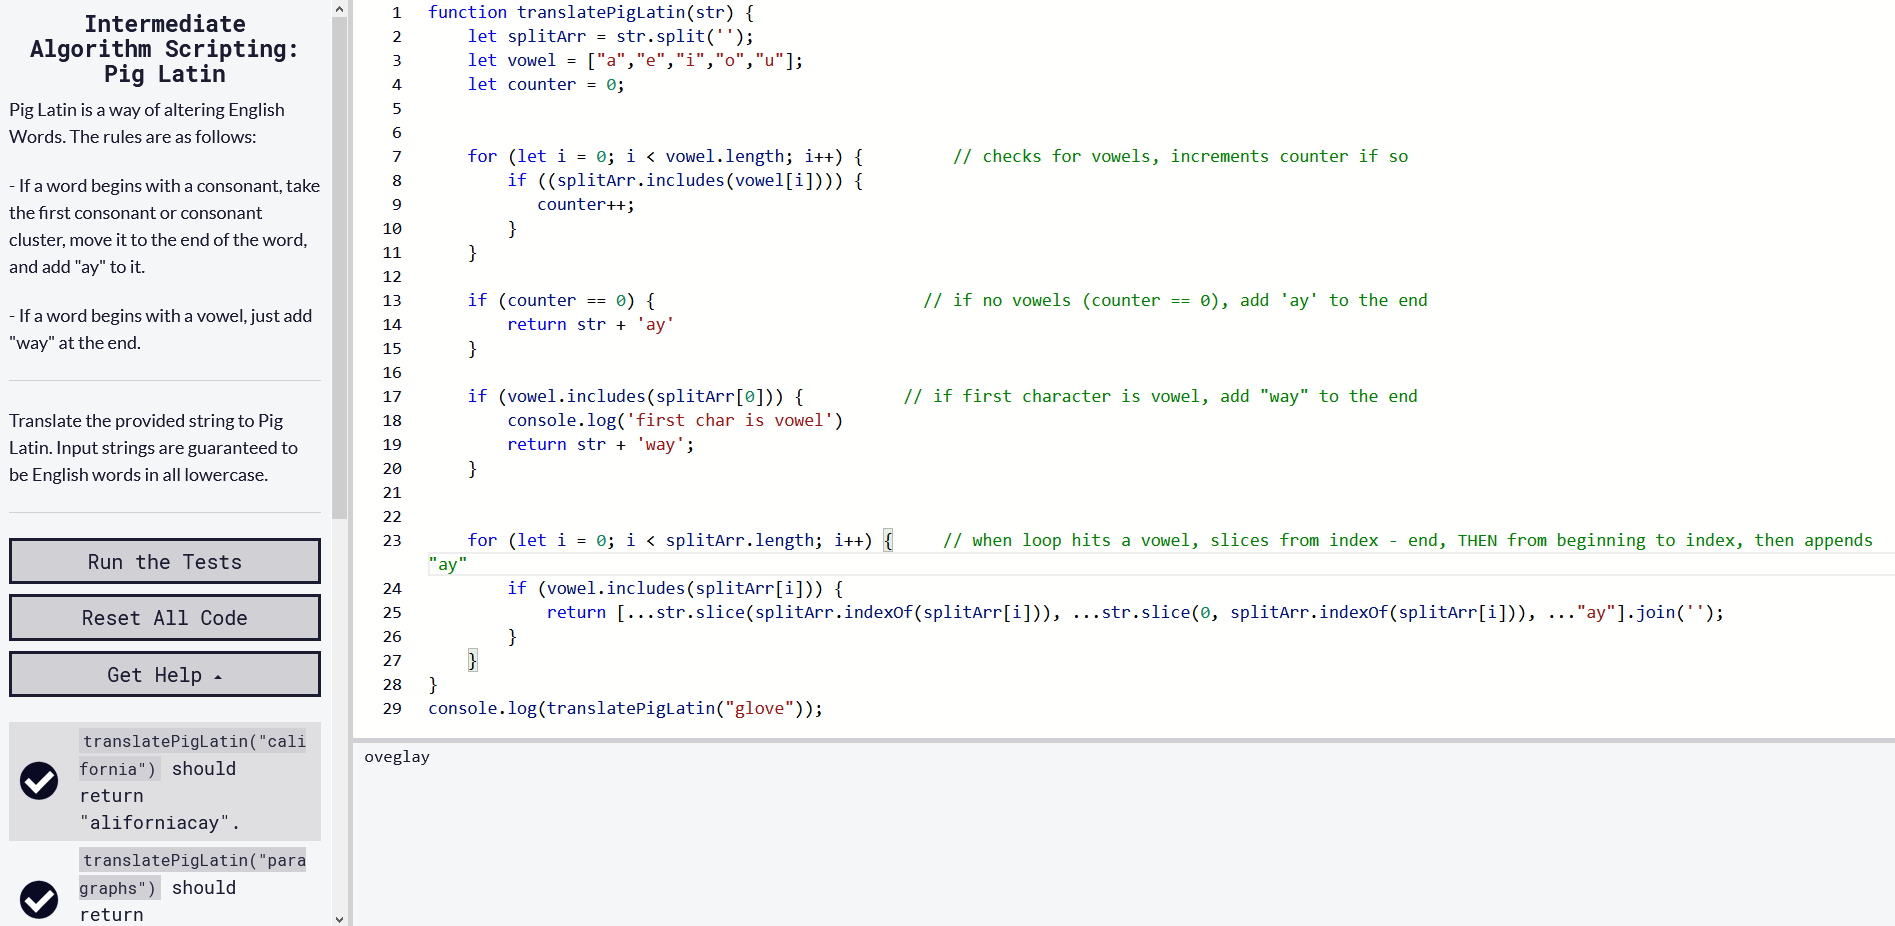 Intermediate
Algorithm Scripting:
Pig Latin
Pig Latin is a way of altering English
Words. The rules are as follows:
- If a word begins with a consonant, take
the first consonant or consonant
cluster, move it to the end of the word,
and add "ay" to it.
- If a word begins with a vowel, just add
"way" at the end.
Translate the provided string to Pig
Latin. Input strings are guaranteed to
be English words in all lowercase.
Run the Tests
Reset All Code
Get Help
translatePigLatin("cali
fornia") should
return
"aliforniacay".
translatePigLatin("para
graphs") should
return
1 function translatePigLatin(str) {
2     let splitArr = str.split('');
3     let vowel = ["a","e","i","o","u"];
4     let counter = 0;
5
6
7     for (let i = 0; i < vowel.length; i++) {         // checks for vowels, increments counter if so
8         if ((splitArr.includes(vowel[i]))) {
9            counter++;
10         }
11     }
12
13     if (counter == 0) {                           // if no vowels (counter == 0), add 'ay' to the end
14         return str + 'ay'
15     }
16
17     if (vowel.includes(splitArr[0])) {          // if first character is vowel, add "way" to the end
18         console.log('first char is vowel')
19         return str + 'way';
20     }
21
22
23     for (let i = 0; i < splitArr.length; i++) {     // when loop hits a vowel, slices from index - end, THEN from beginning to index, then appends
"ay"
24         if (vowel.includes(splitArr[i])) {
25             return [...str.slice(splitArr.indexOf(splitArr[i])), ...str.slice(0, splitArr.indexOf(splitArr[i])), ..."ay"].join('');
26         }
27     }
28 }
29 console.log(translatePigLatin("glove"));
oveglay